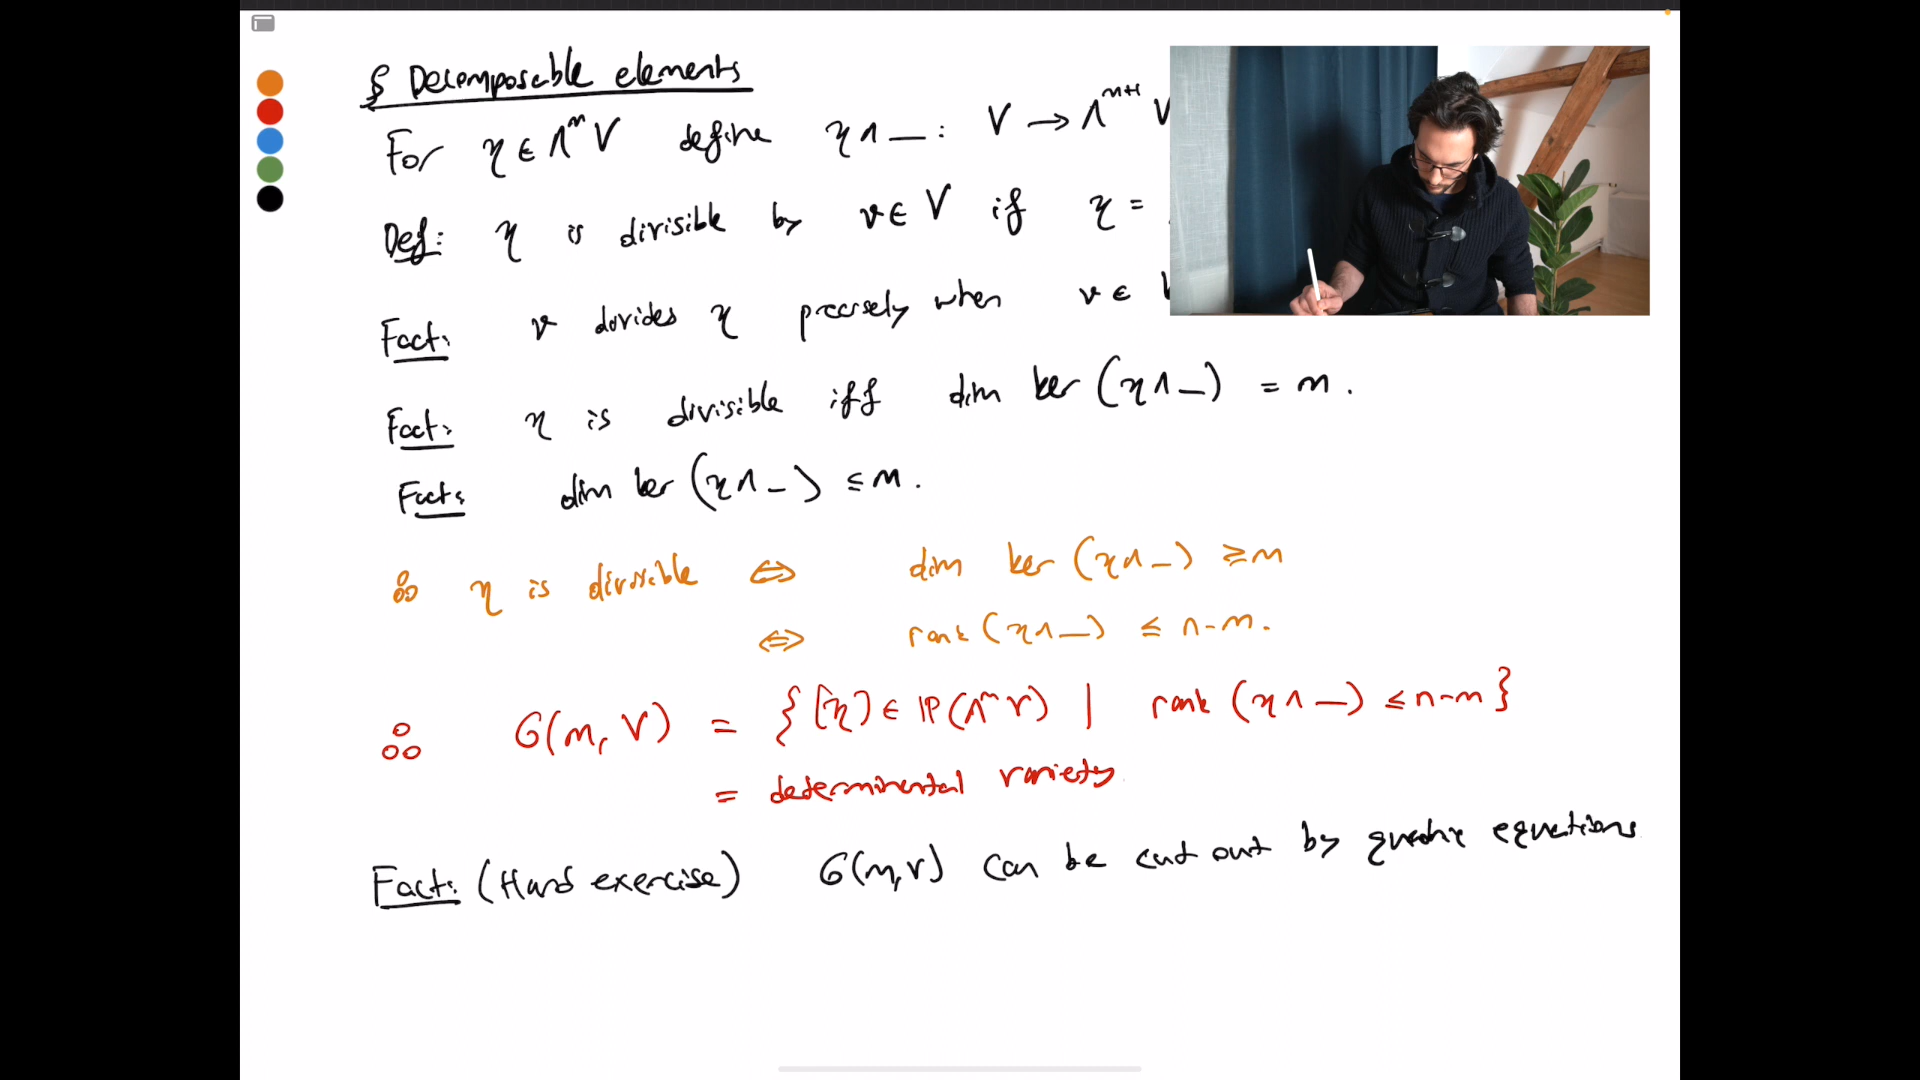 § Decomposable elements
For η ∈ Λ^m V define η∧_ : V → Λ^{m+1} V
Def: η is divisible by v ∈ V if η =
Fact: v divides η precisely when v ∈
Fact: η is divisible iff dim ker (η∧_) = m.
Fact: dim ker (η∧_) ≤ m.
∴ η is divisible ⇔ dim ker (η∧_) ≥ m
⇔ rank (η∧_) ≤ n-m.
∴ G(m, V) = {[η] ∈ ℙ(Λ^m V) | rank (η∧_) ≤ n-m}
= determinental variety
Fact: (Hard exercise) G(m,V) can be cut out by quadric equations